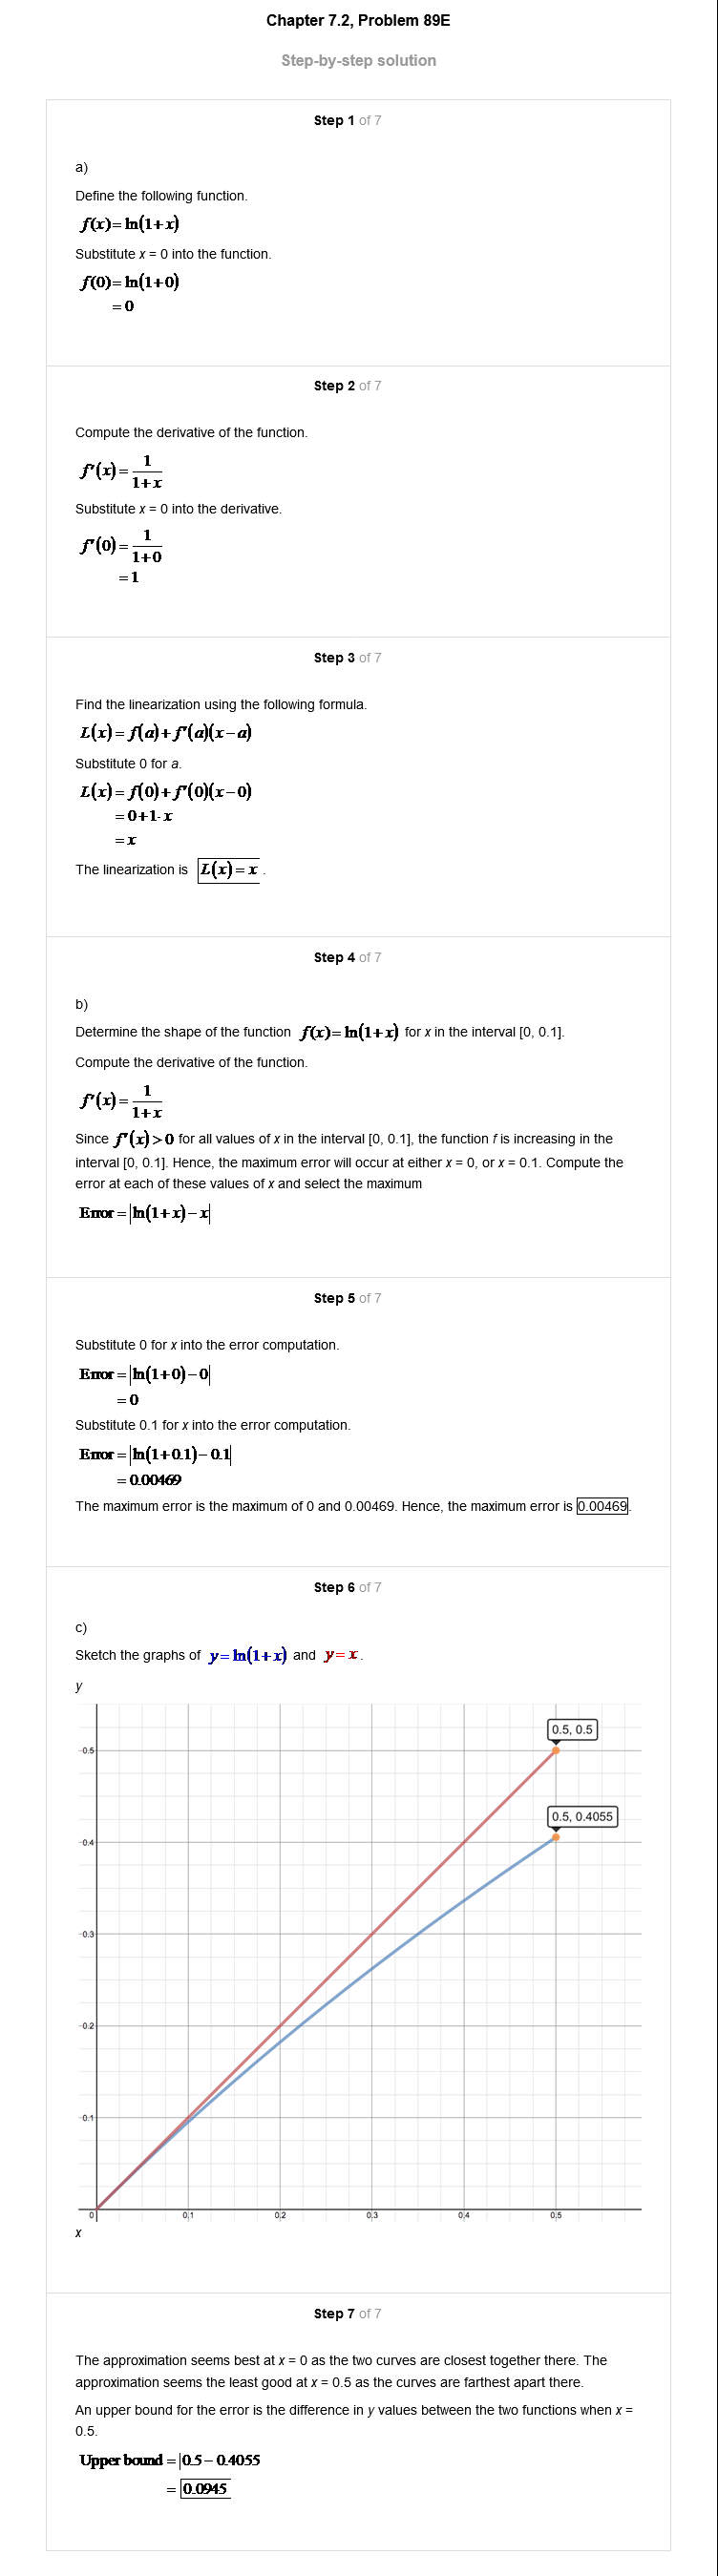 Chapter 7.2, Problem 89E
Step-by-step solution
Step 1 of 7
a)
Define the following function.
f(x)=ln(1+x)
Substitute x = 0 into the function.
f(0)=ln(1+0)
=0
Step 2 of 7
Compute the derivative of the function.
f'(x)=1/(1+x)
Substitute x = 0 into the derivative.
f'(0)=1/(1+0)
=1
Step 3 of 7
Find the linearization using the following formula.
L(x)=f(a)+f'(a)(x−a)
Substitute 0 for a.
L(x)=f(0)+f'(0)(x−0)
=0+1·x
=x
The linearization is L(x)=x.
Step 4 of 7
b)
Determine the shape of the function f(x)=ln(1+x) for x in the interval [0, 0.1].
Compute the derivative of the function.
f'(x)=1/(1+x)
Since f'(x)>0 for all values of x in the interval [0, 0.1], the function f is increasing in the
interval [0, 0.1]. Hence, the maximum error will occur at either x = 0, or x = 0.1. Compute the
error at each of these values of x and select the maximum
Error=|ln(1+x)−x|
Step 5 of 7
Substitute 0 for x into the error computation.
Error=|ln(1+0)−0|
=0
Substitute 0.1 for x into the error computation.
Error=|ln(1+0.1)−0.1|
=0.00469
The maximum error is the maximum of 0 and 0.00469. Hence, the maximum error is 0.00469.
Step 6 of 7
c)
Sketch the graphs of y=ln(1+x) and y=x.
y
0.5, 0.5
0.5
0.5, 0.4055
0.4
0.3
0.2
0.1
0 0.1 0.2 0.3 0.4 0.5
x
Step 7 of 7
The approximation seems best at x = 0 as the two curves are closest together there. The
approximation seems the least good at x = 0.5 as the curves are farthest apart there.
An upper bound for the error is the difference in y values between the two functions when x =
0.5.
Upper bound=|0.5−0.4055
=0.0945